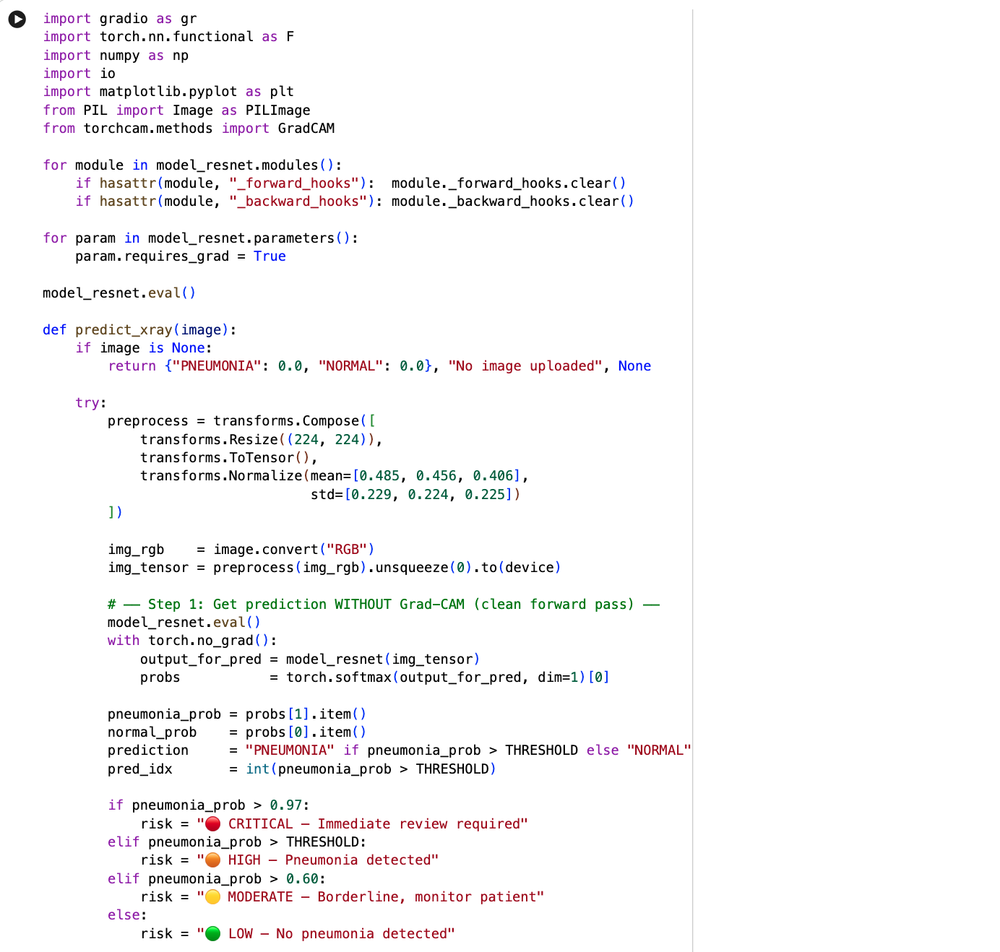 import gradio as gr
import torch.nn.functional as F
import numpy as np
import io
import matplotlib.pyplot as plt
from PIL import Image as PILImage
from torchcam.methods import GradCAM

for module in model_resnet.modules():
    if hasattr(module, "_forward_hooks"):  module._forward_hooks.clear()
    if hasattr(module, "_backward_hooks"): module._backward_hooks.clear()

for param in model_resnet.parameters():
    param.requires_grad = True

model_resnet.eval()

def predict_xray(image):
    if image is None:
        return {"PNEUMONIA": 0.0, "NORMAL": 0.0}, "No image uploaded", None

    try:
        preprocess = transforms.Compose([
            transforms.Resize((224, 224)),
            transforms.ToTensor(),
            transforms.Normalize(mean=[0.485, 0.456, 0.406],
                                 std=[0.229, 0.224, 0.225])
        ])

        img_rgb    = image.convert("RGB")
        img_tensor = preprocess(img_rgb).unsqueeze(0).to(device)

        # —— Step 1: Get prediction WITHOUT Grad-CAM (clean forward pass) ——
        model_resnet.eval()
        with torch.no_grad():
            output_for_pred = model_resnet(img_tensor)
            probs           = torch.softmax(output_for_pred, dim=1)[0]

        pneumonia_prob = probs[1].item()
        normal_prob    = probs[0].item()
        prediction     = "PNEUMONIA" if pneumonia_prob > THRESHOLD else "NORMAL"
        pred_idx       = int(pneumonia_prob > THRESHOLD)

        if pneumonia_prob > 0.97:
            risk = "🔴 CRITICAL — Immediate review required"
        elif pneumonia_prob > THRESHOLD:
            risk = "🟠 HIGH — Pneumonia detected"
        elif pneumonia_prob > 0.60:
            risk = "🟡 MODERATE — Borderline, monitor patient"
        else:
            risk = "🟢 LOW — No pneumonia detected"